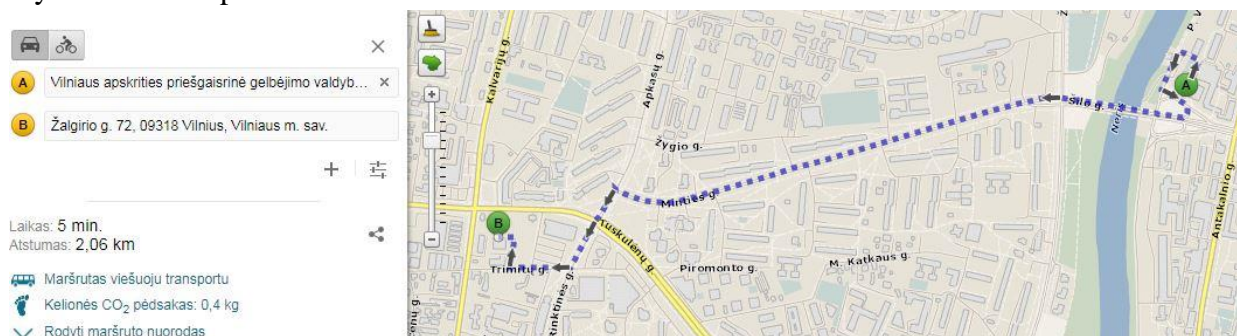 A
Vilniaus apskrities priešgaisrinė gelbėjimo valdyb...
B
Žalgirio g. 72, 09318 Vilnius, Vilniaus m. sav.
Laikas: 5 min.
Atstumas: 2,06 km
Maršrutas viešuoju transportu
Kelionės CO2 pėdsakas: 0,4 kg
Rodyti maršruto nuorodas
Kalvarijų g.
Apkasų g.
Žygio g.
Minties g.
Šilo g.
A
B
Tuskulėnų g.
Trimitų g.
Rinktinės g.
Piromonto g.
M. Katkaus g.
Antakalnio g.